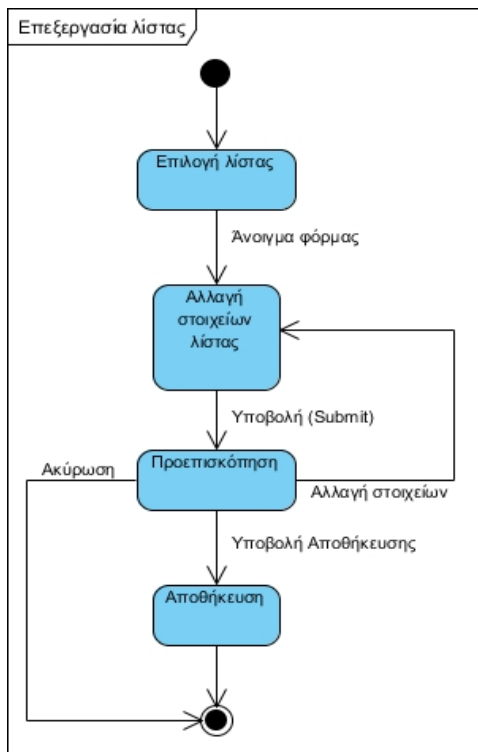 Επεξεργασία λίστας
Επιλογή λίστας
Άνοιγμα φόρμας
Αλλαγή
στοιχείων
λίστας
Υποβολή (Submit)
Ακύρωση
Προεπισκόπηση
Αλλαγή στοιχείων
Υποβολή Αποθήκευσης
Αποθήκευση